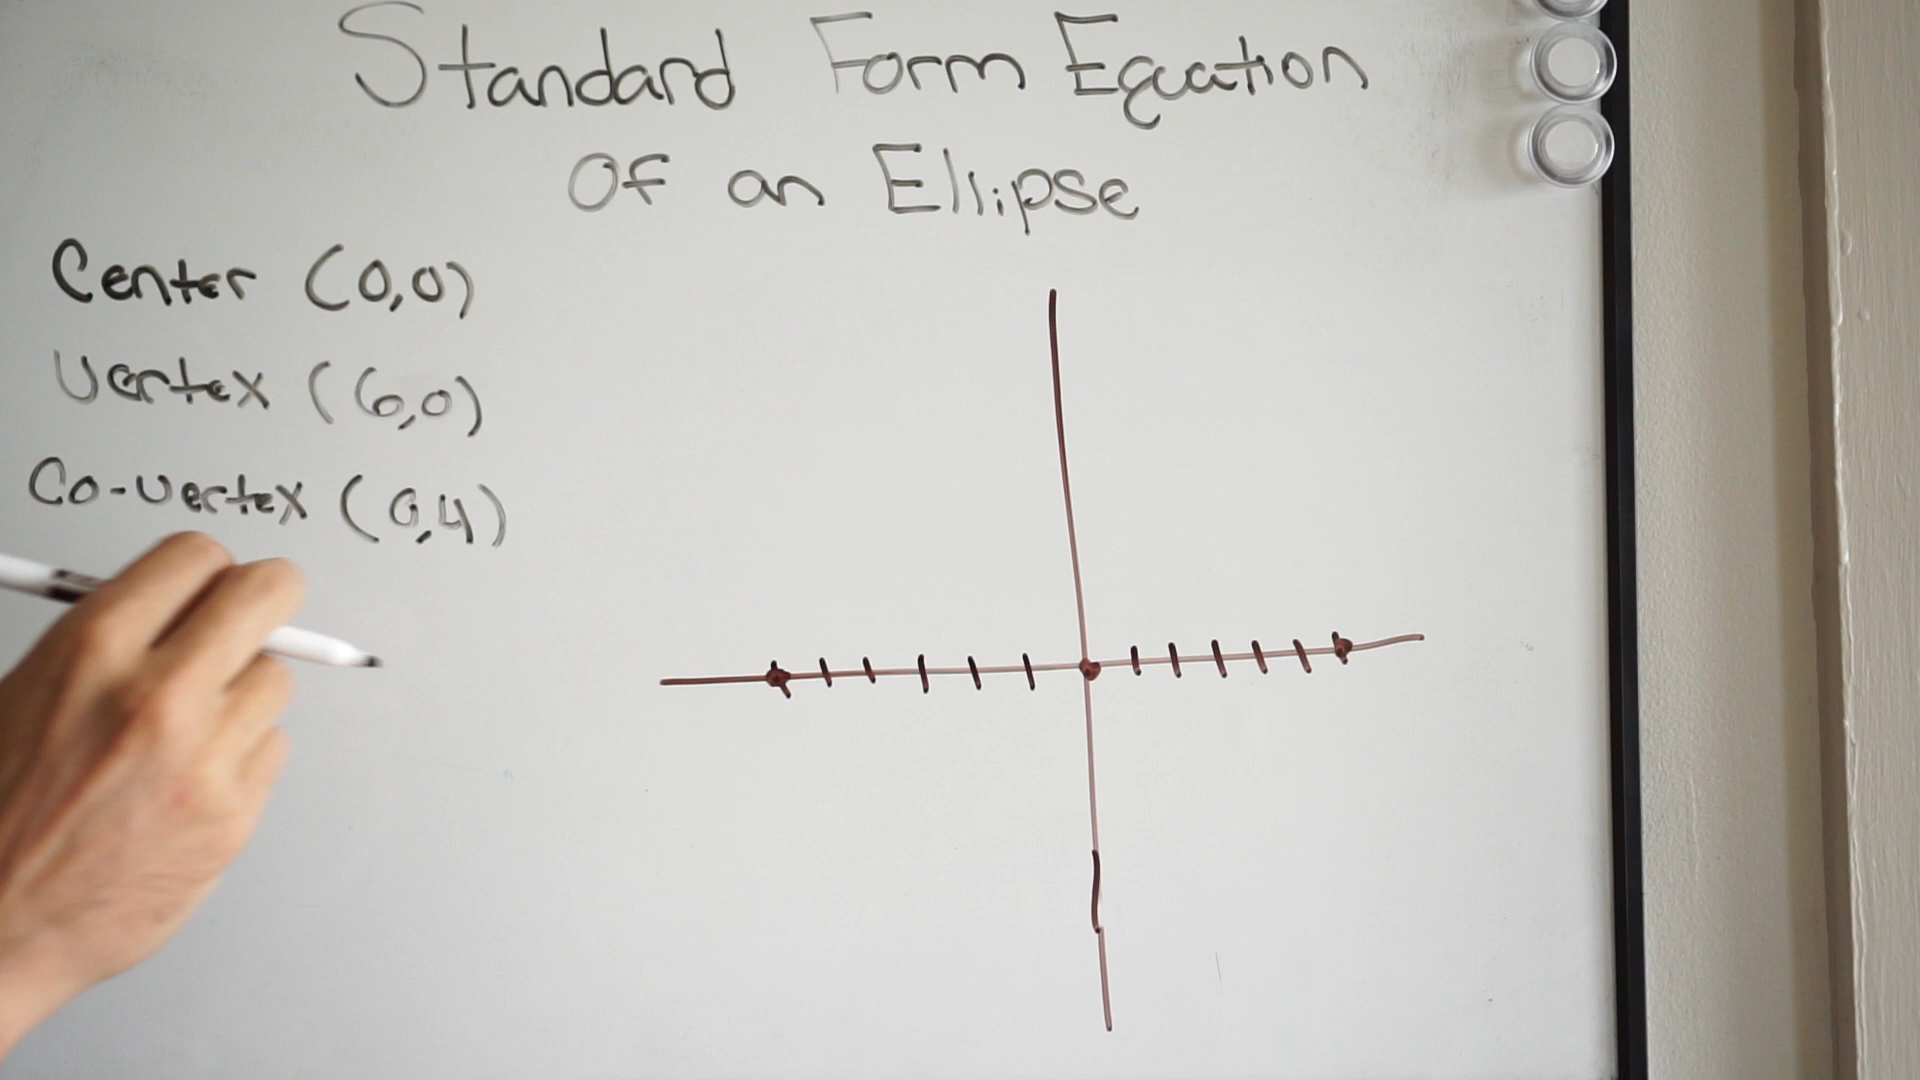 Standard Form Equation
Of an Ellipse
Center (0,0)
Vertex (6,0)
Co-vertex (0,4)